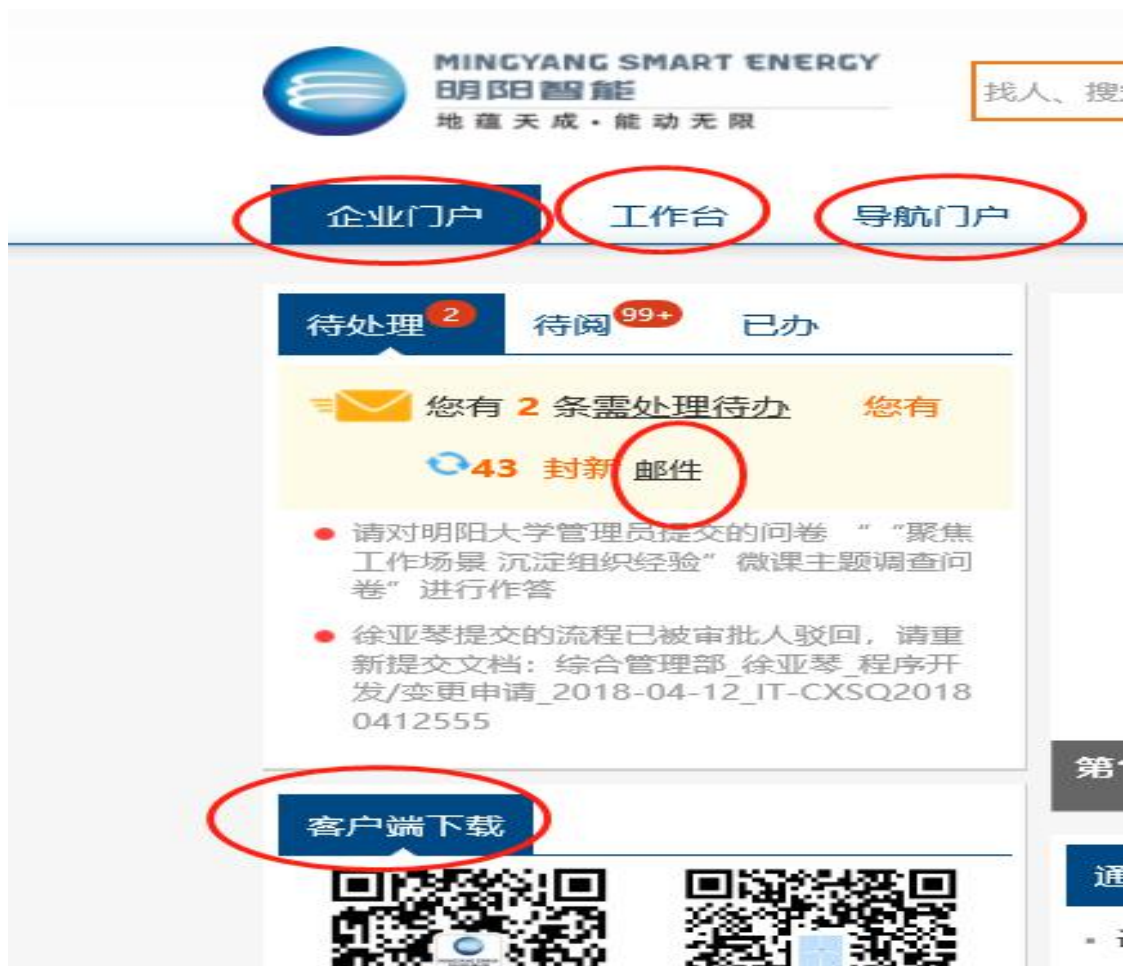 MINGYANG SMART ENERGY
明阳智能
地蕴天成·能动无限
找人、搜
企业门户 工作台 导航门户
待处理 2 待阅 99+ 已办
您有 2 条需处理待办 您有
43 封新 邮件
请对明阳大学管理员提交的问卷 “ “聚焦
工作场景 沉淀组织经验” 微课主题调查问
卷” 进行作答
徐亚琴提交的流程已被审批人驳回，请重
新提交文档：综合管理部_徐亚琴_程序开
发/变更申请_2018-04-12_IT-CXSQ2018
0412555
第
客户端下载
通